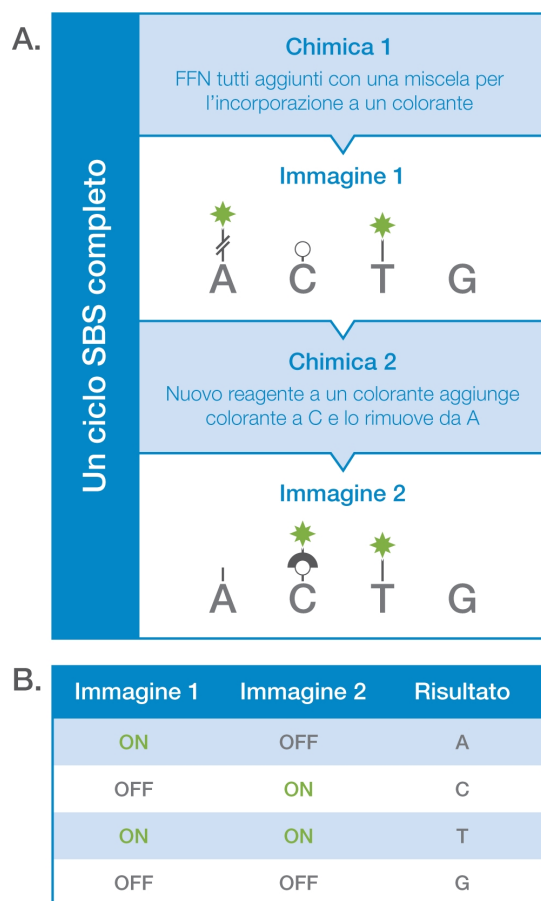 A.
Un ciclo SBS completo
Chimica 1
FFN tutti aggiunti con una miscela per
l'incorporazione a un colorante
Immagine 1
A C T G
Chimica 2
Nuovo reagente a un colorante aggiunge
colorante a C e lo rimuove da A
Immagine 2
A C T G
B.
Immagine 1 Immagine 2 Risultato
ON OFF A
OFF ON C
ON ON T
OFF OFF G